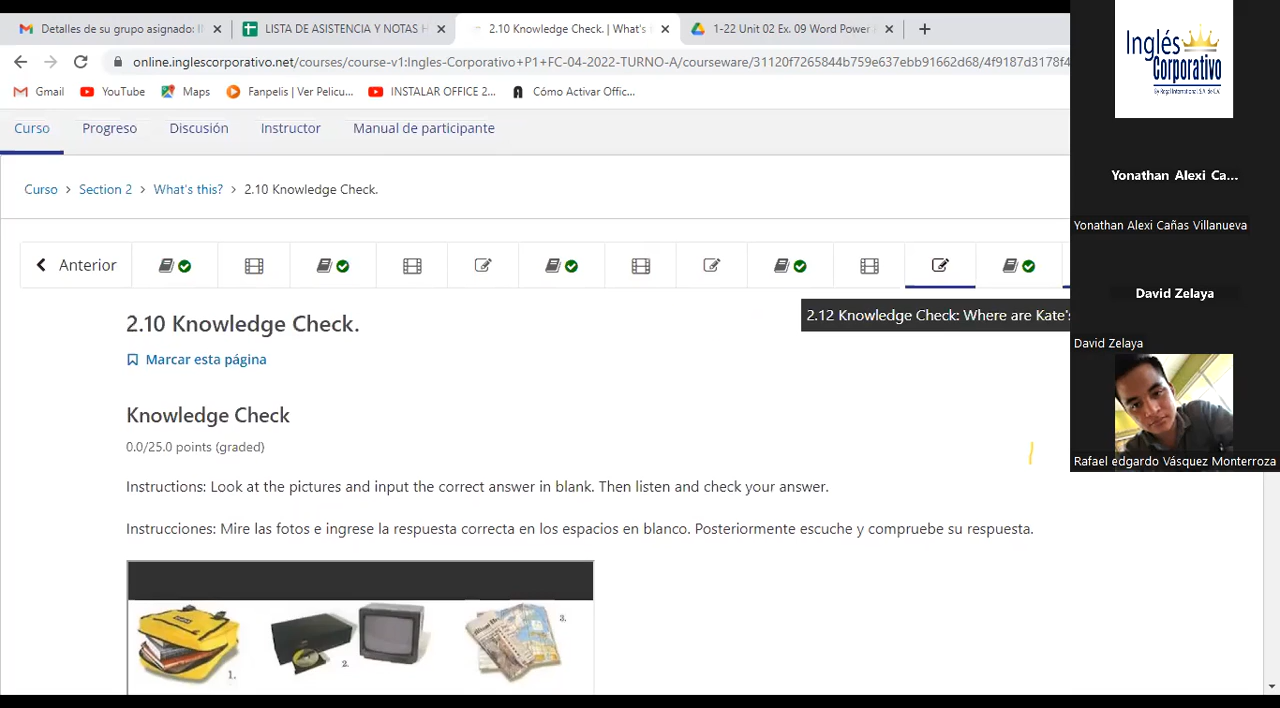 Detalles de su grupo asignado: I
LISTA DE ASISTENCIA Y NOTAS H
2.10 Knowledge Check. | What's
1-22 Unit 02 Ex. 09 Word Power
online.inglescorporativo.net/courses/course-v1:Ingles-Corporativo+P1+FC-04-2022-TURNO-A/courseware/31120f7265844b759e637ebb91662d68/4f9187d3178f4
Gmail
YouTube
Maps
Fanpelis | Ver Pelicu...
INSTALAR OFFICE 2...
Cómo Activar Offic...
Curso
Progreso
Discusión
Instructor
Manual de participante
Curso > Section 2 > What's this? > 2.10 Knowledge Check.
Anterior
2.12 Knowledge Check: Where are Kate's
2.10 Knowledge Check.
Marcar esta página
Knowledge Check
0.0/25.0 points (graded)
Instructions: Look at the pictures and input the correct answer in blank. Then listen and check your answer.
Instrucciones: Mire las fotos e ingrese la respuesta correcta en los espacios en blanco. Posteriormente escuche y compruebe su respuesta.
1.
2.
3.
Inglés
Corporativo
Yonathan Alexi Ca...
Yonathan Alexi Cañas Villanueva
David Zelaya
David Zelaya
Rafael edgardo Vásquez Monterroza